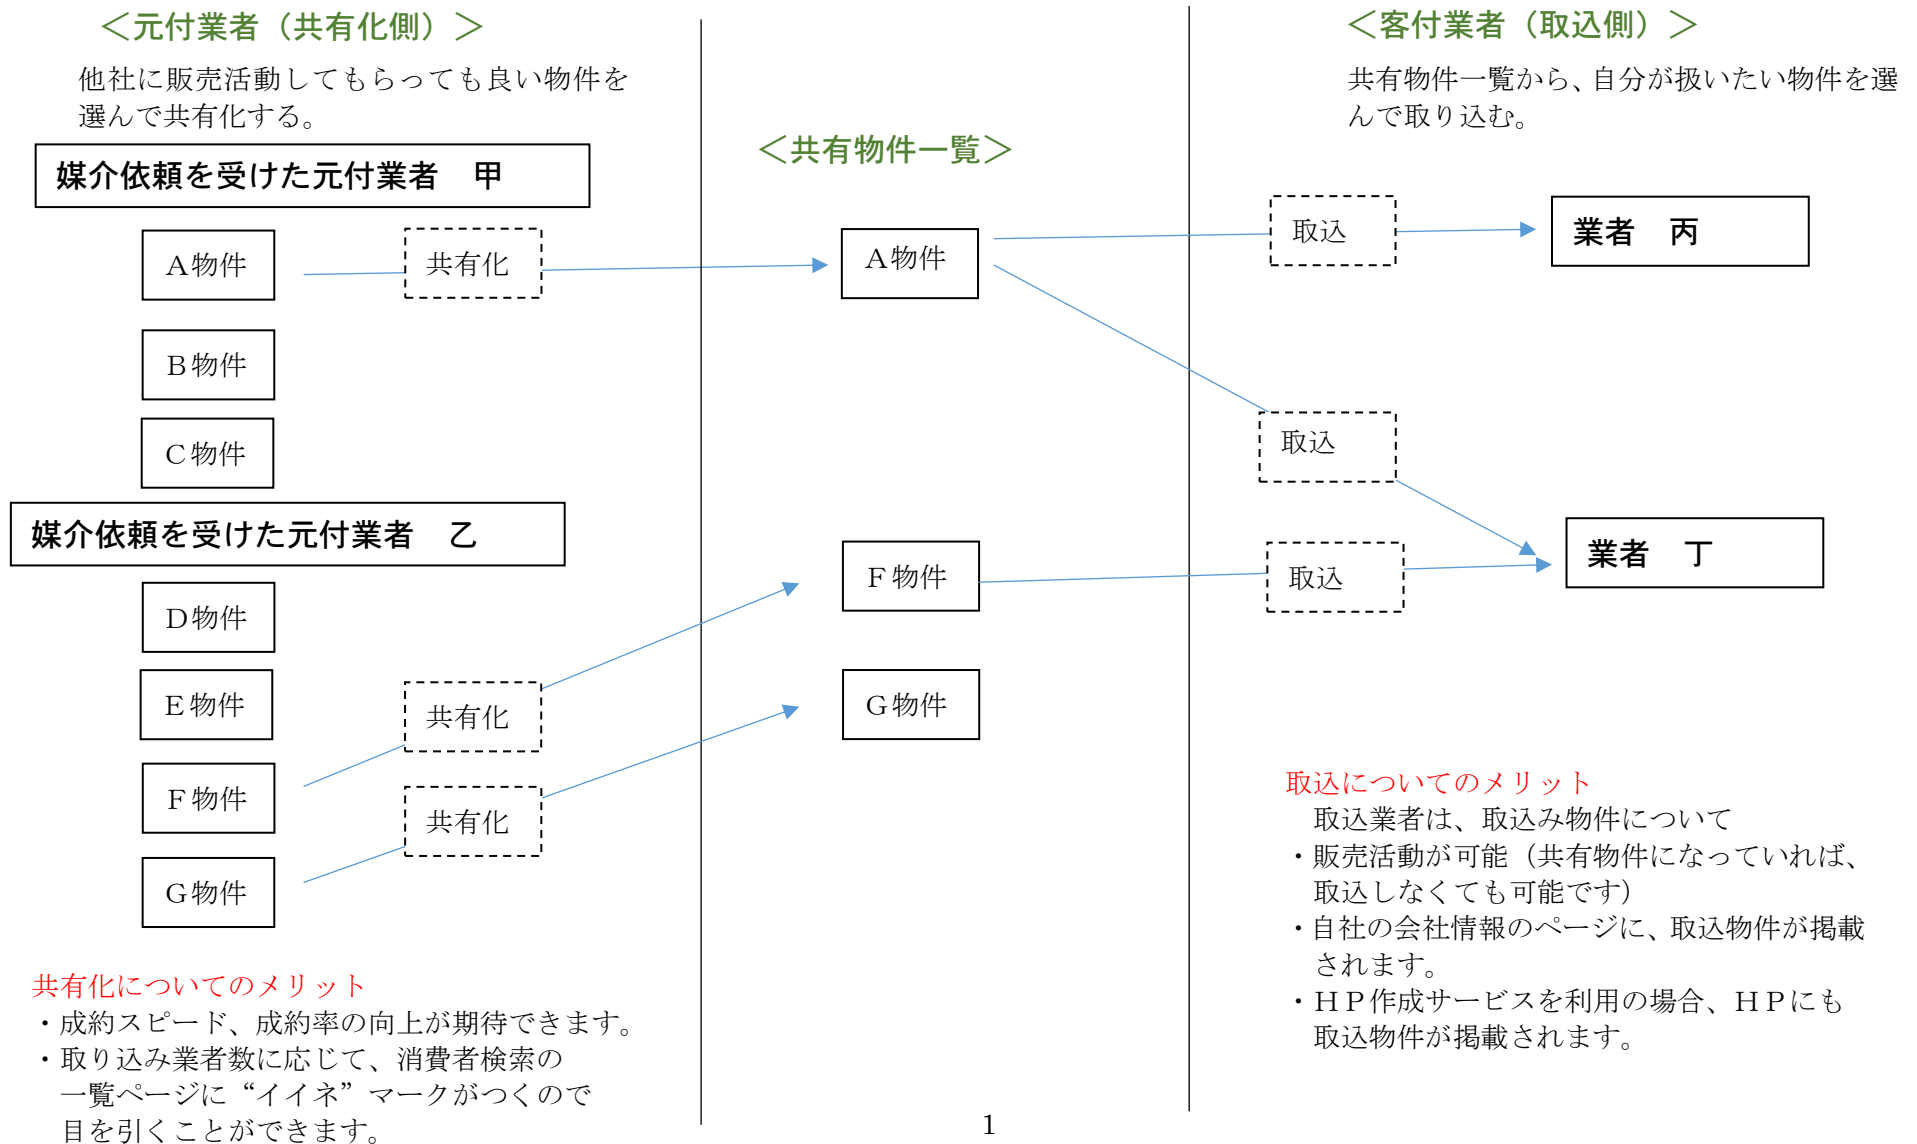 ＜元付業者（共有化側）＞
他社に販売活動してもらっても良い物件を
選んで共有化する。
媒介依頼を受けた元付業者　甲
Ａ物件
共有化
Ｂ物件
Ｃ物件
媒介依頼を受けた元付業者　乙
Ｄ物件
Ｅ物件
共有化
Ｆ物件
共有化
Ｇ物件
共有化についてのメリット
・成約スピード、成約率の向上が期待できます。
・取り込み業者数に応じて、消費者検索の
一覧ページに“イイネ”マークがつくので
目を引くことができます。
＜共有物件一覧＞
Ａ物件
Ｆ物件
Ｇ物件
＜客付業者（取込側）＞
共有物件一覧から、自分が扱いたい物件を選
んで取り込む。
取込
業者　丙
取込
取込
業者　丁
取込についてのメリット
取込業者は、取込み物件について
・販売活動が可能（共有物件になっていれば、
取込しなくても可能です）
・自社の会社情報のページに、取込物件が掲載
されます。
・ＨＰ作成サービスを利用の場合、ＨＰにも
取込物件が掲載されます。
1